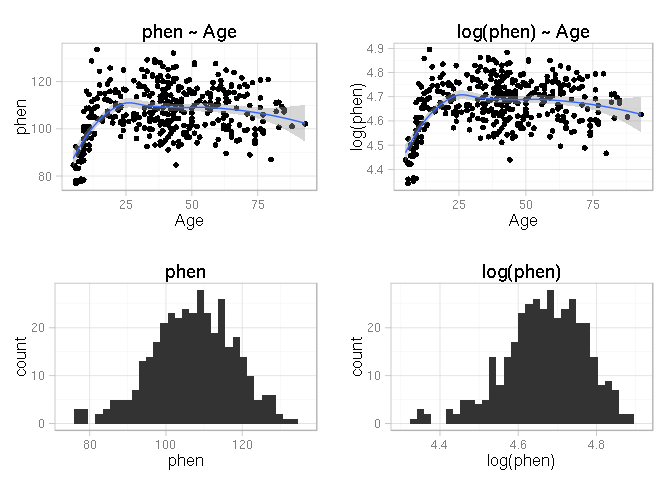 phen ~ Age
120
100
80
phen
25
50
75
Age
log(phen) ~ Age
4.9
4.8
4.7
4.6
4.5
4.4
log(phen)
25
50
75
Age
phen
20
10
0
count
80
100
120
phen
log(phen)
20
10
0
count
4.4
4.6
4.8
log(phen)